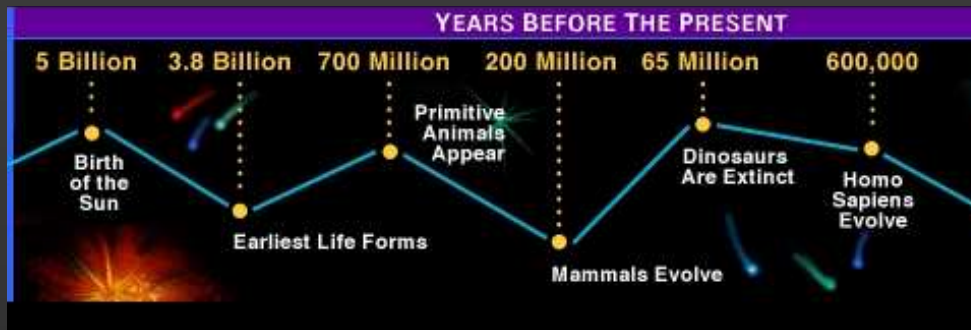 YEARS BEFORE THE PRESENT
5 Billion
3.8 Billion
700 Million
200 Million
65 Million
600,000
Birth
of the
Sun
Earliest Life Forms
Primitive
Animals
Appear
Mammals Evolve
Dinosaurs
Are Extinct
Homo
Sapiens
Evolve